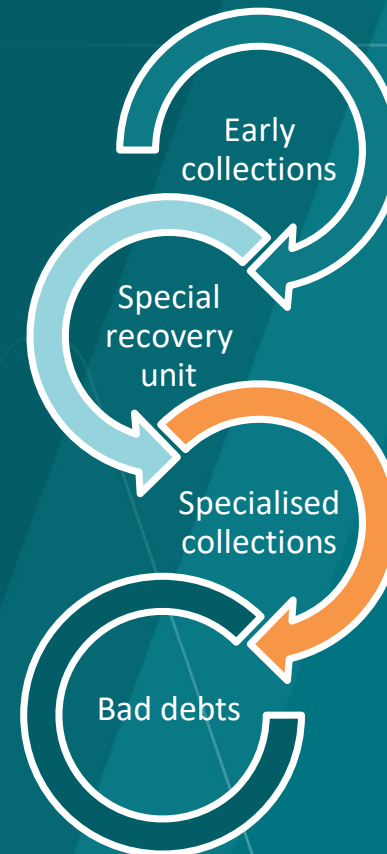 Early
collections
Special
recovery
unit
Specialised
collections
Bad debts